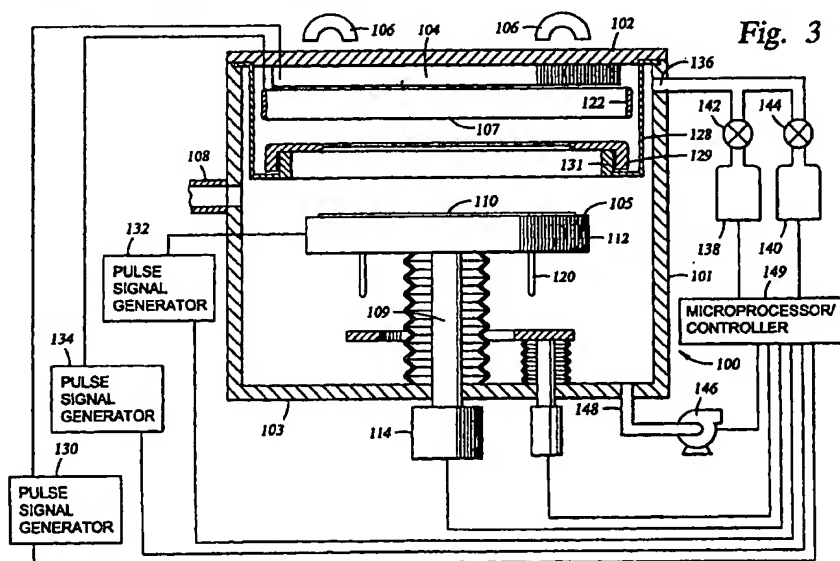 Fig. 3
106
106
102
104
136
122
142
144
107
128
131
129
108
110
105
132
112
138
140
101
PULSE
SIGNAL
GENERATOR
120
149
109
MICROPROCESSOR/
CONTROLLER
134
100
PULSE
SIGNAL
GENERATOR
103
148
146
114
130
PULSE
SIGNAL
GENERATOR